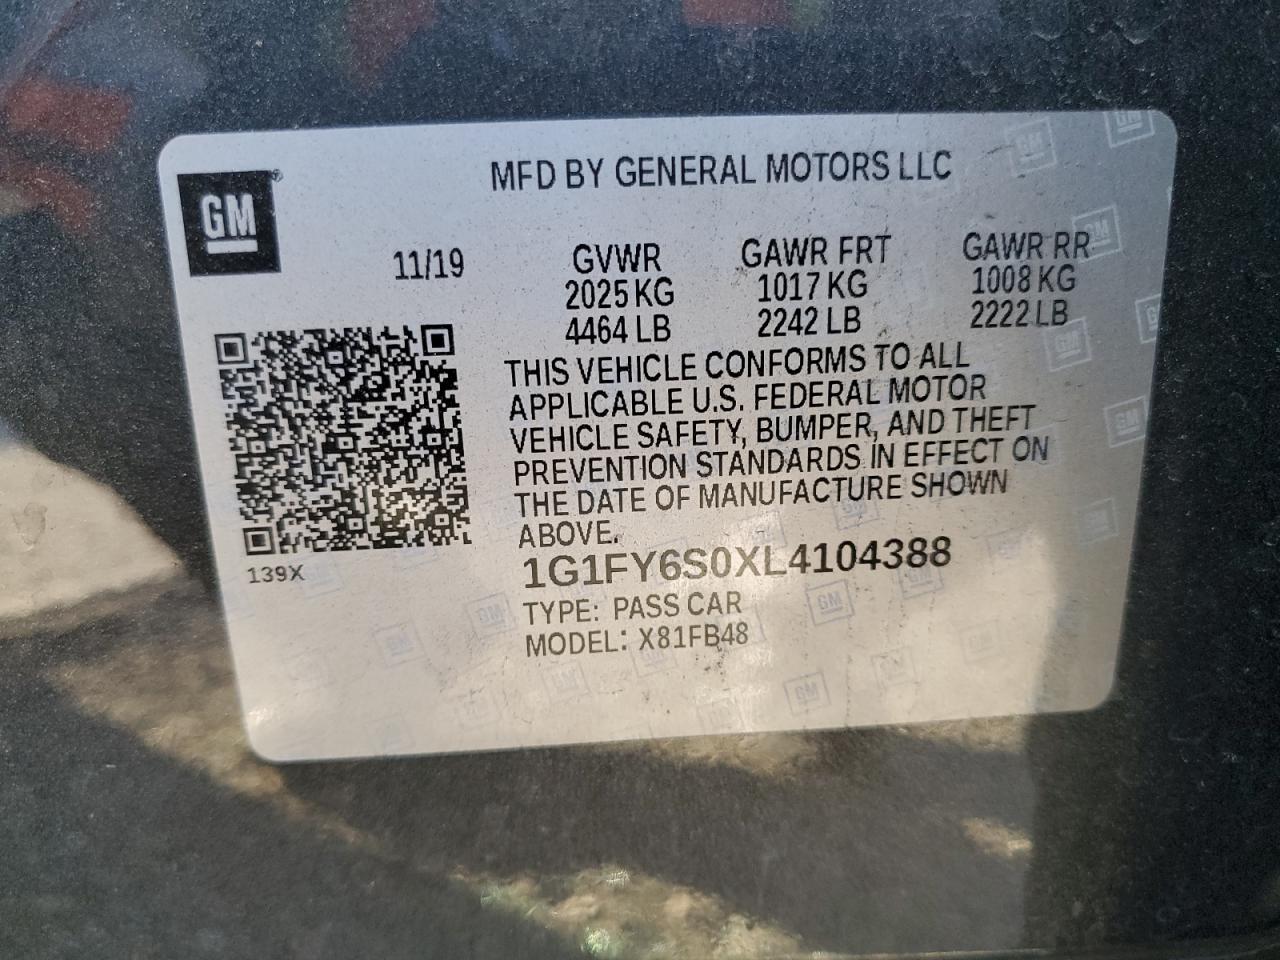 MFD BY GENERAL MOTORS LLC
GM®
11/19
GVWR GAWR FRT GAWR RR
2025 KG 1017 KG 1008 KG
4464 LB 2242 LB 2222 LB
THIS VEHICLE CONFORMS TO ALL
APPLICABLE U.S. FEDERAL MOTOR
VEHICLE SAFETY, BUMPER, AND THEFT
PREVENTION STANDARDS IN EFFECT ON
THE DATE OF MANUFACTURE SHOWN
ABOVE.
139X
1G1FY6S0XL4104388
TYPE: PASS CAR
MODEL: X81FB48